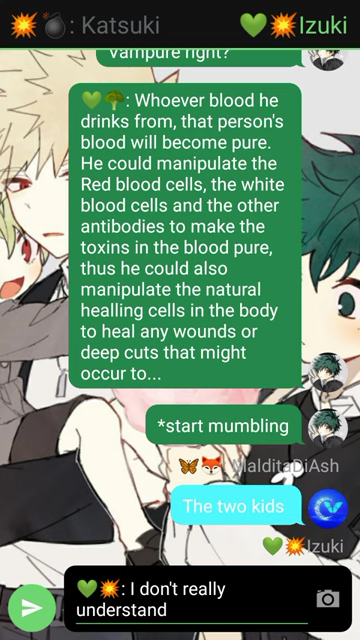 💥💣: Katsuki
💚💥Izuki
Vampure right?
💚🥦: Whoever blood he
drinks from, that person's
blood will become pure.
He could manipulate the
Red blood cells, the white
blood cells and the other
antibodies to make the
toxins in the blood pure,
thus he could also
manipulate the natural
healling cells in the body
to heal any wounds or
deep cuts that might
occur to...
*start mumbling
🦋🦊 MalditaDiAsh
The two kids
💚💥Izuki
💚💥: I don't really
understand